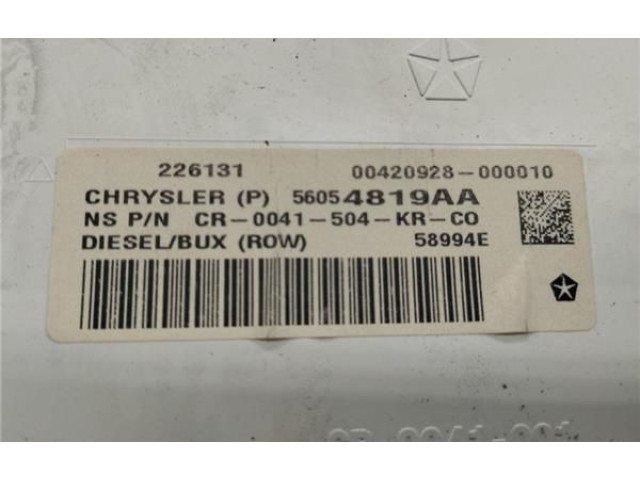 226131 00420928-000010
CHRYSLER (P) 56054819AA
NS P/N CR-0041-504-KR-CO
DIESEL/BUX (ROW) 58994E